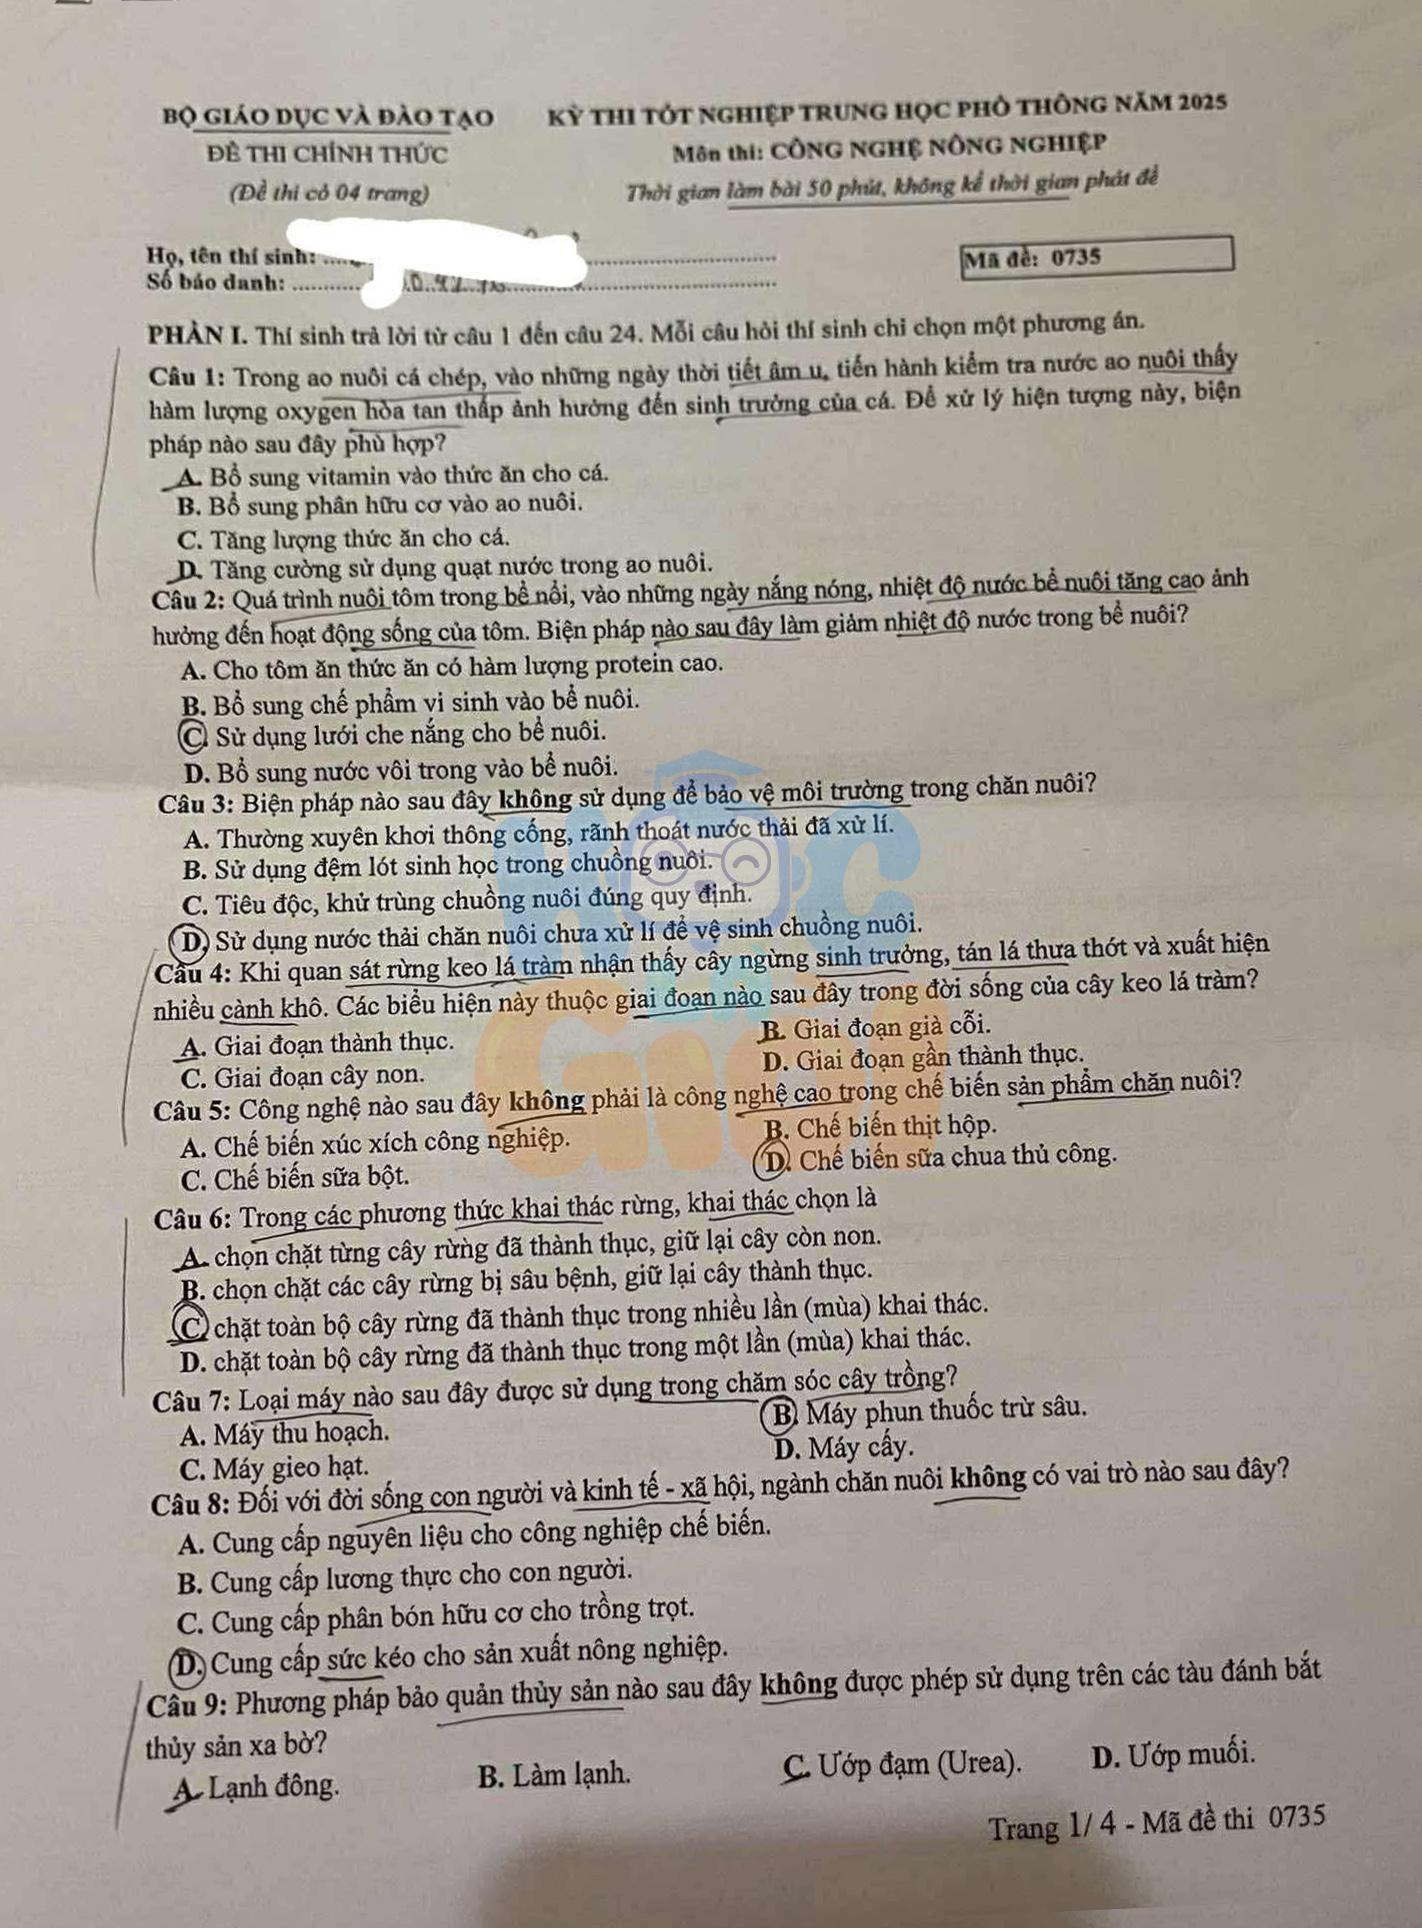 BỘ GIÁO DỤC VÀ ĐÀO TẠO
ĐỀ THI CHÍNH THỨC
(Đề thi có 04 trang)
KỲ THI TỐT NGHIỆP TRUNG HỌC PHỔ THÔNG NĂM 2025
Môn thi: CÔNG NGHỆ NÔNG NGHIỆP
Thời gian làm bài 50 phút, không kể thời gian phát đề
Họ, tên thí sinh:
Số báo danh:
Mã đề: 0735
PHẦN I. Thí sinh trả lời từ câu 1 đến câu 24. Mỗi câu hỏi thí sinh chỉ chọn một phương án.
Câu 1: Trong ao nuôi cá chép, vào những ngày thời tiết âm u, tiến hành kiểm tra nước ao nuôi thấy
hàm lượng oxygen hòa tan thấp ảnh hưởng đến sinh trưởng của cá. Để xử lý hiện tượng này, biện
pháp nào sau đây phù hợp?
A. Bổ sung vitamin vào thức ăn cho cá.
B. Bổ sung phân hữu cơ vào ao nuôi.
C. Tăng lượng thức ăn cho cá.
D. Tăng cường sử dụng quạt nước trong ao nuôi.
Câu 2: Quá trình nuôi tôm trong bể nổi, vào những ngày nắng nóng, nhiệt độ nước bể nuôi tăng cao ảnh
hưởng đến hoạt động sống của tôm. Biện pháp nào sau đây làm giảm nhiệt độ nước trong bể nuôi?
A. Cho tôm ăn thức ăn có hàm lượng protein cao.
B. Bổ sung chế phẩm vi sinh vào bể nuôi.
C. Sử dụng lưới che nắng cho bể nuôi.
D. Bổ sung nước vôi trong vào bể nuôi.
Câu 3: Biện pháp nào sau đây không sử dụng để bảo vệ môi trường trong chăn nuôi?
A. Thường xuyên khơi thông cống, rãnh thoát nước thải đã xử lí.
B. Sử dụng đệm lót sinh học trong chuồng nuôi.
C. Tiêu độc, khử trùng chuồng nuôi đúng quy định.
D. Sử dụng nước thải chăn nuôi chưa xử lí để vệ sinh chuồng nuôi.
Câu 4: Khi quan sát rừng keo lá tràm nhận thấy cây ngừng sinh trưởng, tán lá thưa thớt và xuất hiện
nhiều cành khô. Các biểu hiện này thuộc giai đoạn nào sau đây trong đời sống của cây keo lá tràm?
A. Giai đoạn thành thục.
B. Giai đoạn già cỗi.
C. Giai đoạn cây non.
D. Giai đoạn gần thành thục.
Câu 5: Công nghệ nào sau đây không phải là công nghệ cao trong chế biến sản phẩm chăn nuôi?
A. Chế biến xúc xích công nghiệp.
B. Chế biến thịt hộp.
C. Chế biến sữa bột.
D. Chế biến sữa chua thủ công.
Câu 6: Trong các phương thức khai thác rừng, khai thác chọn là
A. chọn chặt từng cây rừng đã thành thục, giữ lại cây còn non.
B. chọn chặt các cây rừng bị sâu bệnh, giữ lại cây thành thục.
C. chặt toàn bộ cây rừng đã thành thục trong nhiều lần (mùa) khai thác.
D. chặt toàn bộ cây rừng đã thành thục trong một lần (mùa) khai thác.
Câu 7: Loại máy nào sau đây được sử dụng trong chăm sóc cây trồng?
A. Máy thu hoạch.
B. Máy phun thuốc trừ sâu.
C. Máy gieo hạt.
D. Máy cấy.
Câu 8: Đối với đời sống con người và kinh tế - xã hội, ngành chăn nuôi không có vai trò nào sau đây?
A. Cung cấp nguyên liệu cho công nghiệp chế biến.
B. Cung cấp lương thực cho con người.
C. Cung cấp phân bón hữu cơ cho trồng trọt.
D. Cung cấp sức kéo cho sản xuất nông nghiệp.
Câu 9: Phương pháp bảo quản thủy sản nào sau đây không được phép sử dụng trên các tàu đánh bắt
thủy sản xa bờ?
A. Lạnh đông.
B. Làm lạnh.
C. Ướp đạm (Urea).
D. Ướp muối.
Trang 1/ 4 - Mã đề thi 0735